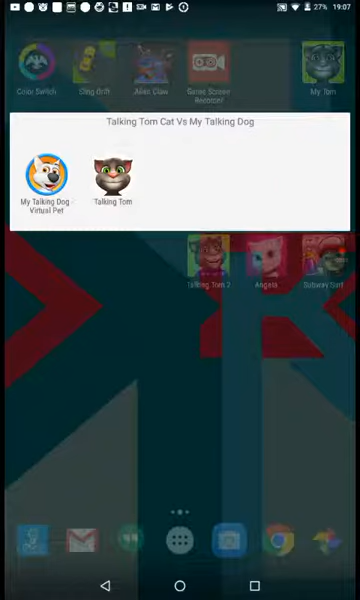 27% 19:07
Color Switch Sling Drift Alien Claw Game Screen Recorder My Tom
Talking Tom Cat Vs My Talking Dog
My Talking Dog - Virtual Pet
Talking Tom
Talking Tom 2 Angela Subway Surf